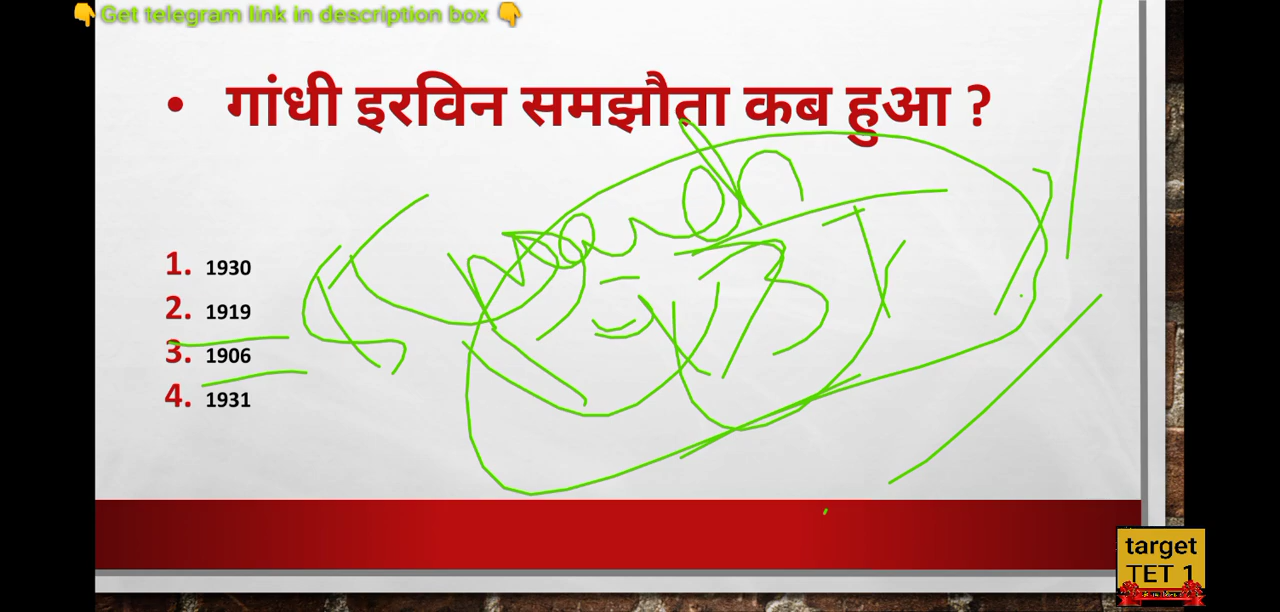 👇Get telegram link in description box 👇
• गांधी इरविन समझौता कब हुआ ?
1. 1930
2. 1919
3. 1906
4. 1931
march
target
TET 1